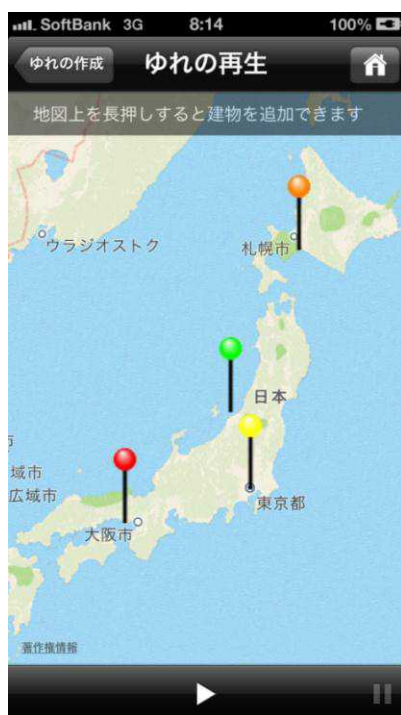 SoftBank 3G 8:14 100%
ゆれの作成 ゆれの再生
地図上を長押しすると建物を追加できます
ウラジオストク
札幌市
日本
域市
広域市
東京都
大阪市
著作権情報